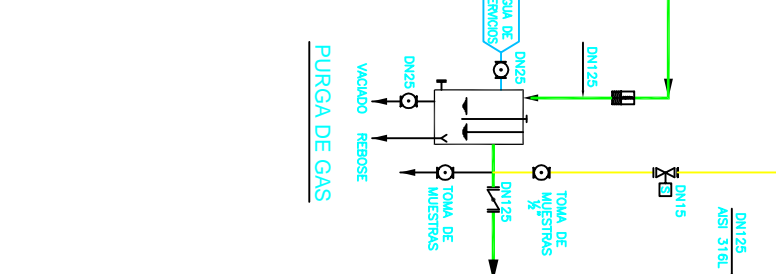 AGUA DE
SERVICIOS
DN25
DN125
DN25
VACIADO
REBOSE
PURGA DE GAS
TOMA DE
MUESTRAS
DN125
TOMA DE
MUESTRAS
½"
DN15
S
DN125
AISI 316L